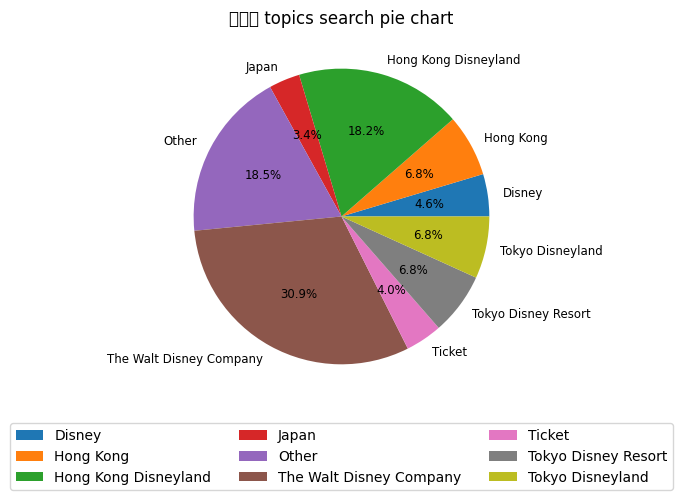 topics search pie chart
Hong Kong Disneyland
Japan
Other
Hong Kong
Disney
Tokyo Disneyland
Tokyo Disney Resort
Ticket
The Walt Disney Company
3.4%
18.2%
6.8%
18.5%
4.6%
6.8%
6.8%
4.0%
30.9%
Disney
Hong Kong
Hong Kong Disneyland
Japan
Other
The Walt Disney Company
Ticket
Tokyo Disney Resort
Tokyo Disneyland